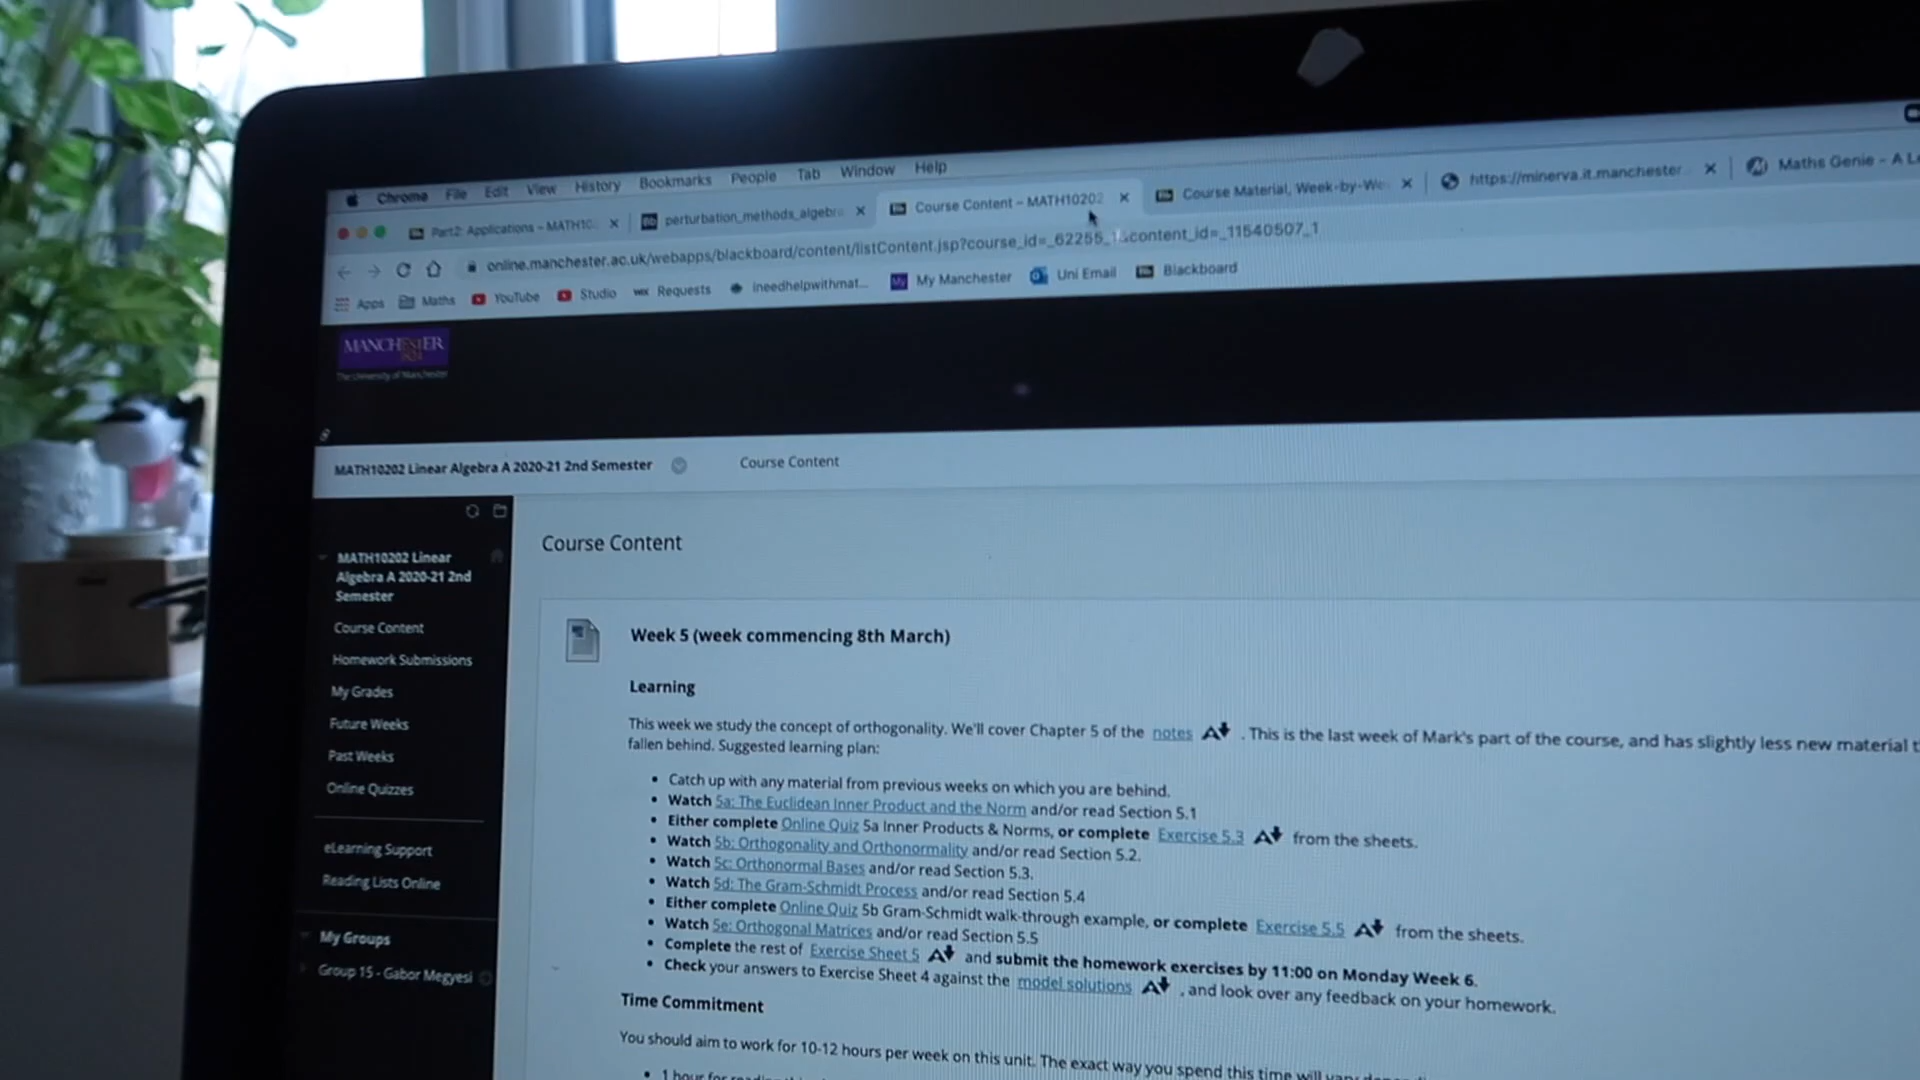 Chrome File Edit View History Bookmarks People Tab Window Help
Part2: Applications – MATH10 perturbation_methods_algebr Course Content – MATH10202 Course Material, Week-by-We https://minerva.it.manchester Maths Genie – A Le
online.manchester.ac.uk/webapps/blackboard/content/listContent.jsp?course_id=_62255_1&content_id=_11540507_1
Apps Maths YouTube Studio WIX Requests ineedhelpwithmat... My Manchester Uni Email Blackboard
MANCHESTER
1824
The University of Manchester
MATH10202 Linear Algebra A 2020-21 2nd Semester Course Content
MATH10202 Linear
Algebra A 2020-21 2nd
Semester
Course Content
Homework Submissions
My Grades
Future Weeks
Past Weeks
Online Quizzes
eLearning Support
Reading Lists Online
My Groups
Group 15 - Gabor Megyesi
Course Content
Week 5 (week commencing 8th March)
Learning
This week we study the concept of orthogonality. We'll cover Chapter 5 of the notes . This is the last week of Mark's part of the course, and has slightly less new material t
fallen behind. Suggested learning plan:
• Catch up with any material from previous weeks on which you are behind.
• Watch 5a: The Euclidean Inner Product and the Norm and/or read Section 5.1
• Either complete Online Quiz 5a Inner Products & Norms, or complete Exercise 5.3 from the sheets.
• Watch 5b: Orthogonality and Orthonormality and/or read Section 5.2.
• Watch 5c: Orthonormal Bases and/or read Section 5.3.
• Watch 5d: The Gram-Schmidt Process and/or read Section 5.4
• Either complete Online Quiz 5b Gram-Schmidt walk-through example, or complete Exercise 5.5 from the sheets.
• Watch 5e: Orthogonal Matrices and/or read Section 5.5
• Complete the rest of Exercise Sheet 5 and submit the homework exercises by 11:00 on Monday Week 6.
• Check your answers to Exercise Sheet 4 against the model solutions , and look over any feedback on your homework.
Time Commitment
You should aim to work for 10-12 hours per week on this unit. The exact way you spend this time will
• 1 hour for